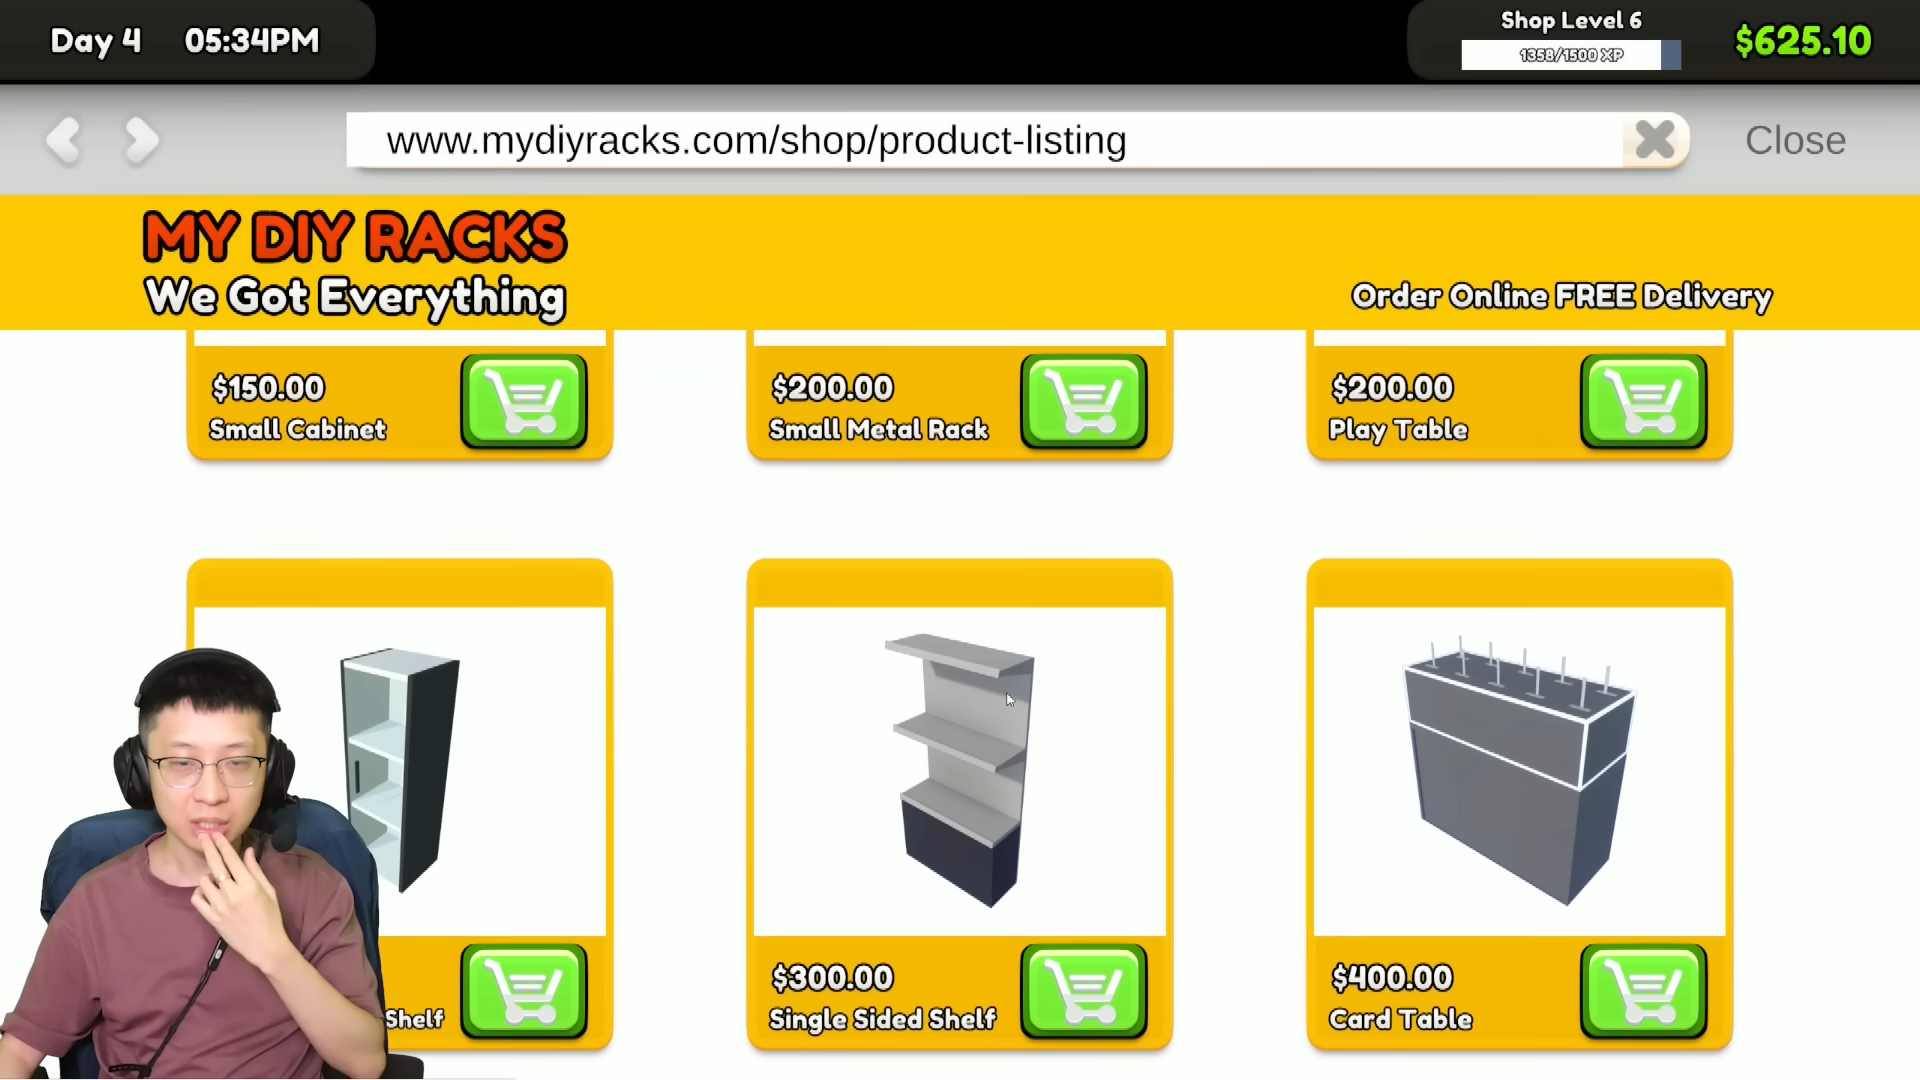 Day 4 05:34PM
Shop Level 6
1358/1500 XP
$625.10
www.mydiyracks.com/shop/product-listing
Close
MY DIY RACKS
We Got Everything
Order Online FREE Delivery
$150.00
Small Cabinet
$200.00
Small Metal Rack
$200.00
Play Table
Shelf
$300.00
Single Sided Shelf
$400.00
Card Table